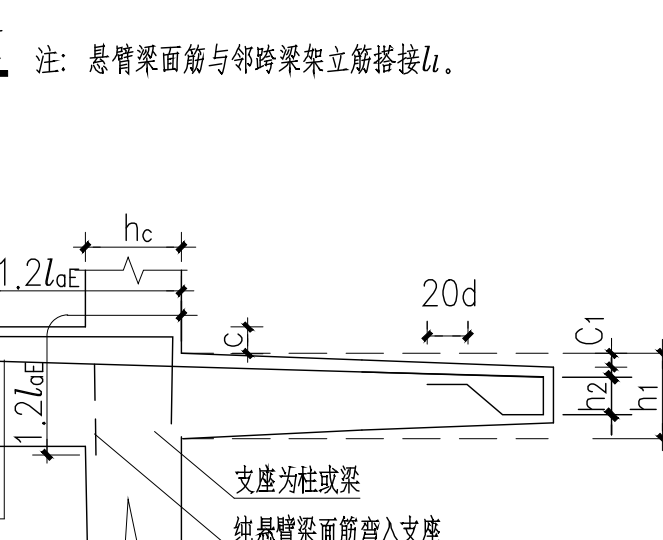 注: 悬臂梁面筋与邻跨梁架立筋搭接ll。
hc
1.2laE
20d
C
C1
1.2laE
h2
h1
支座为柱或梁
纯悬臂梁面筋弯入支座